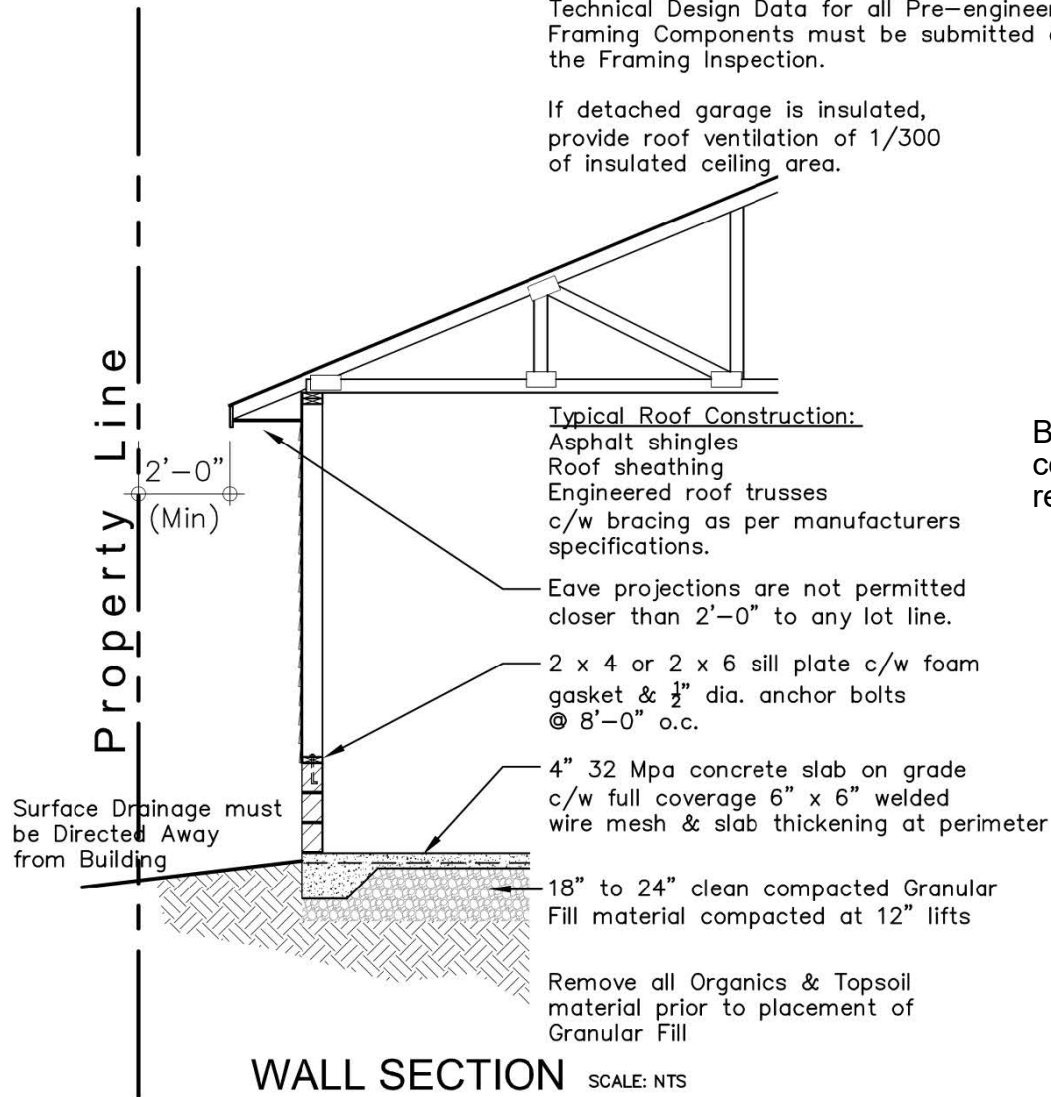 Technical Design Data for all Pre-engineer
Framing Components must be submitted
the Framing Inspection.
If detached garage is insulated,
provide roof ventilation of 1/300
of insulated ceiling area.
Property Line
2'-0"
(Min)
Typical Roof Construction:
Asphalt shingles
Roof sheathing
Engineered roof trusses
c/w bracing as per manufacturers
specifications.
Eave projections are not permitted
closer than 2'-0" to any lot line.
2 x 4 or 2 x 6 sill plate c/w foam
gasket & 1/2" dia. anchor bolts
@ 8'-0" o.c.
4" 32 Mpa concrete slab on grade
c/w full coverage 6" x 6" welded
wire mesh & slab thickening at perimeter
Surface Drainage must
be Directed Away
from Building
18" to 24" clean compacted Granular
Fill material compacted at 12" lifts
Remove all Organics & Topsoil
material prior to placement of
Granular Fill
WALL SECTION SCALE: NTS